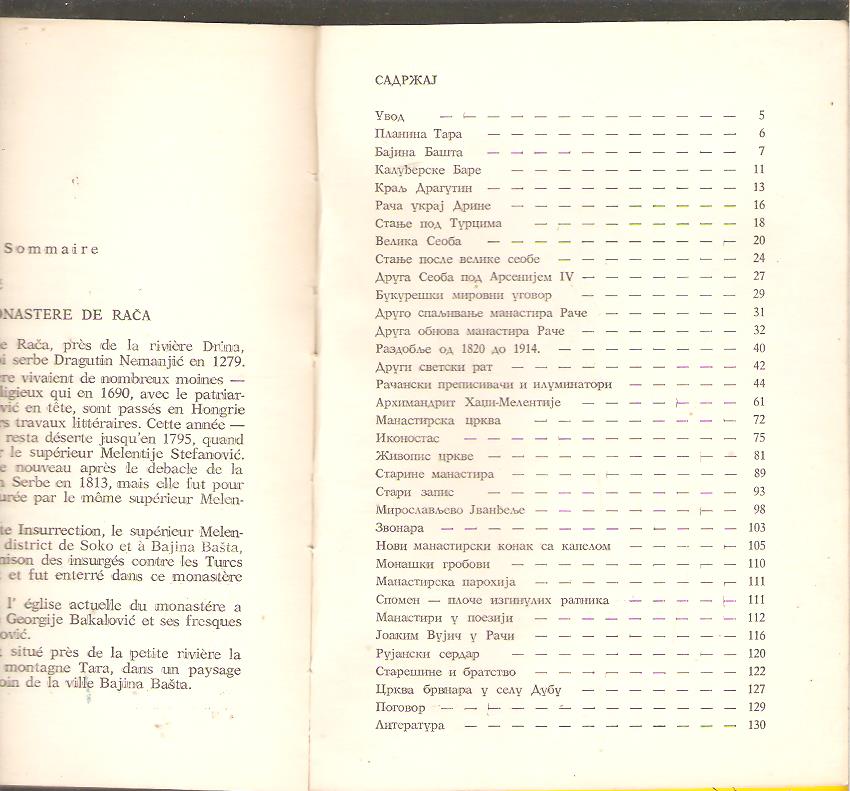 Sommaire
MONASTERE DE RAČA
Rača, près de la rivière Drina,
serbe Dragutin Nemanjić en 1279.
vivaient de nombreux moines —
qui en 1690, avec le patriar-
en tête, sont passés en Hongrie
travaux littéraires. Cette année —
resta déserte jusqu'en 1795, quand
le supérieur Melentije Stefanović.
nouveau après le debacle de la
Serbe en 1813, mais elle fut pour
par le même supérieur Melen-
Insurrection, le supérieur Melen-
district de Soko et à Bajina Bašta,
des insurgés contre les Turcs
et fut enterré dans ce monastère
l' église actuelle du monastére a
Georgije Bakalović et ses fresques
situé près de la petite rivière la
montagne Tara, dans un paysage
de la ville Bajina Bašta.
САДРЖАЈ
Увод — — — — — — — — — — — — — 5
Планина Тара — — — — — — — — — — — 6
Бајина Башта — — — — — — — — — — — 7
Калуђерске Баре — — — — — — — — — — 11
Краљ Драгутин — — — — — — — — — — — 13
Рача украј Дрине — — — — — — — — — — 16
Стање под Турцима — — — — — — — — — 18
Велика Сеоба — — — — — — — — — — — 20
Стање после велике сеобе — — — — — — — — 24
Друга Сеоба под Арсенијем IV — — — — — — — 27
Букурешки мировни уговор — — — — — — — 29
Друго спаљивање манастира Раче — — — — — — 31
Друга обнова манастира Раче — — — — — — — 32
Раздобље од 1820 до 1914. — — — — — — — — 40
Други светски рат — — — — — — — — — — 42
Рачански преписивачи и илуминатори — — — — — 44
Архимандрит Хаџи-Мелентије — — — — — — — 61
Манастирска црква — — — — — — — — — 72
Иконостас — — — — — — — — — — — — 75
Живопис цркве — — — — — — — — — — 81
Старине манастира — — — — — — — — — — 89
Стари запис — — — — — — — — — — — 93
Мирослављево Јванђеље — — — — — — — — 98
Звонара — — — — — — — — — — — — — 103
Нови манастирски конак са капелом — — — — — 105
Монашки гробови — — — — — — — — — — 110
Манастирска парохија — — — — — — — — — 111
Спомен — плоче изгинулих ратника — — — — — — 111
Манастири у поезији — — — — — — — — — 112
Јоаким Вујич у Рачи — — — — — — — — — 116
Рујански сердар — — — — — — — — — — 120
Старешине и братство — — — — — — — — — 122
Црква брвнара у селу Дубу — — — — — — — 127
Поговор — — — — — — — — — — — — — 129
Литература — — — — — — — — — — — — 130